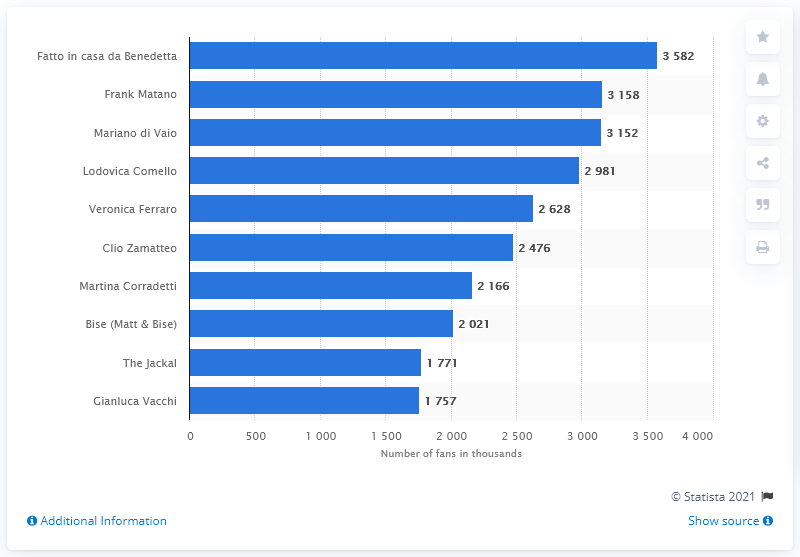 Fatto in casa da Benedetta 3 582
Frank Matano 3 158
Mariano di Vaio 3 152
Lodovica Comello 2 981
Veronica Ferraro 2 628
Clio Zamatteo 2 476
Martina Corradetti 2 166
Bise (Matt & Bise) 2 021
The Jackal 1 771
Gianluca Vacchi 1 757
0 500 1 000 1 500 2 000 2 500 3 000 3 500 4 000
Number of fans in thousands
© Statista 2021
Additional Information Show source